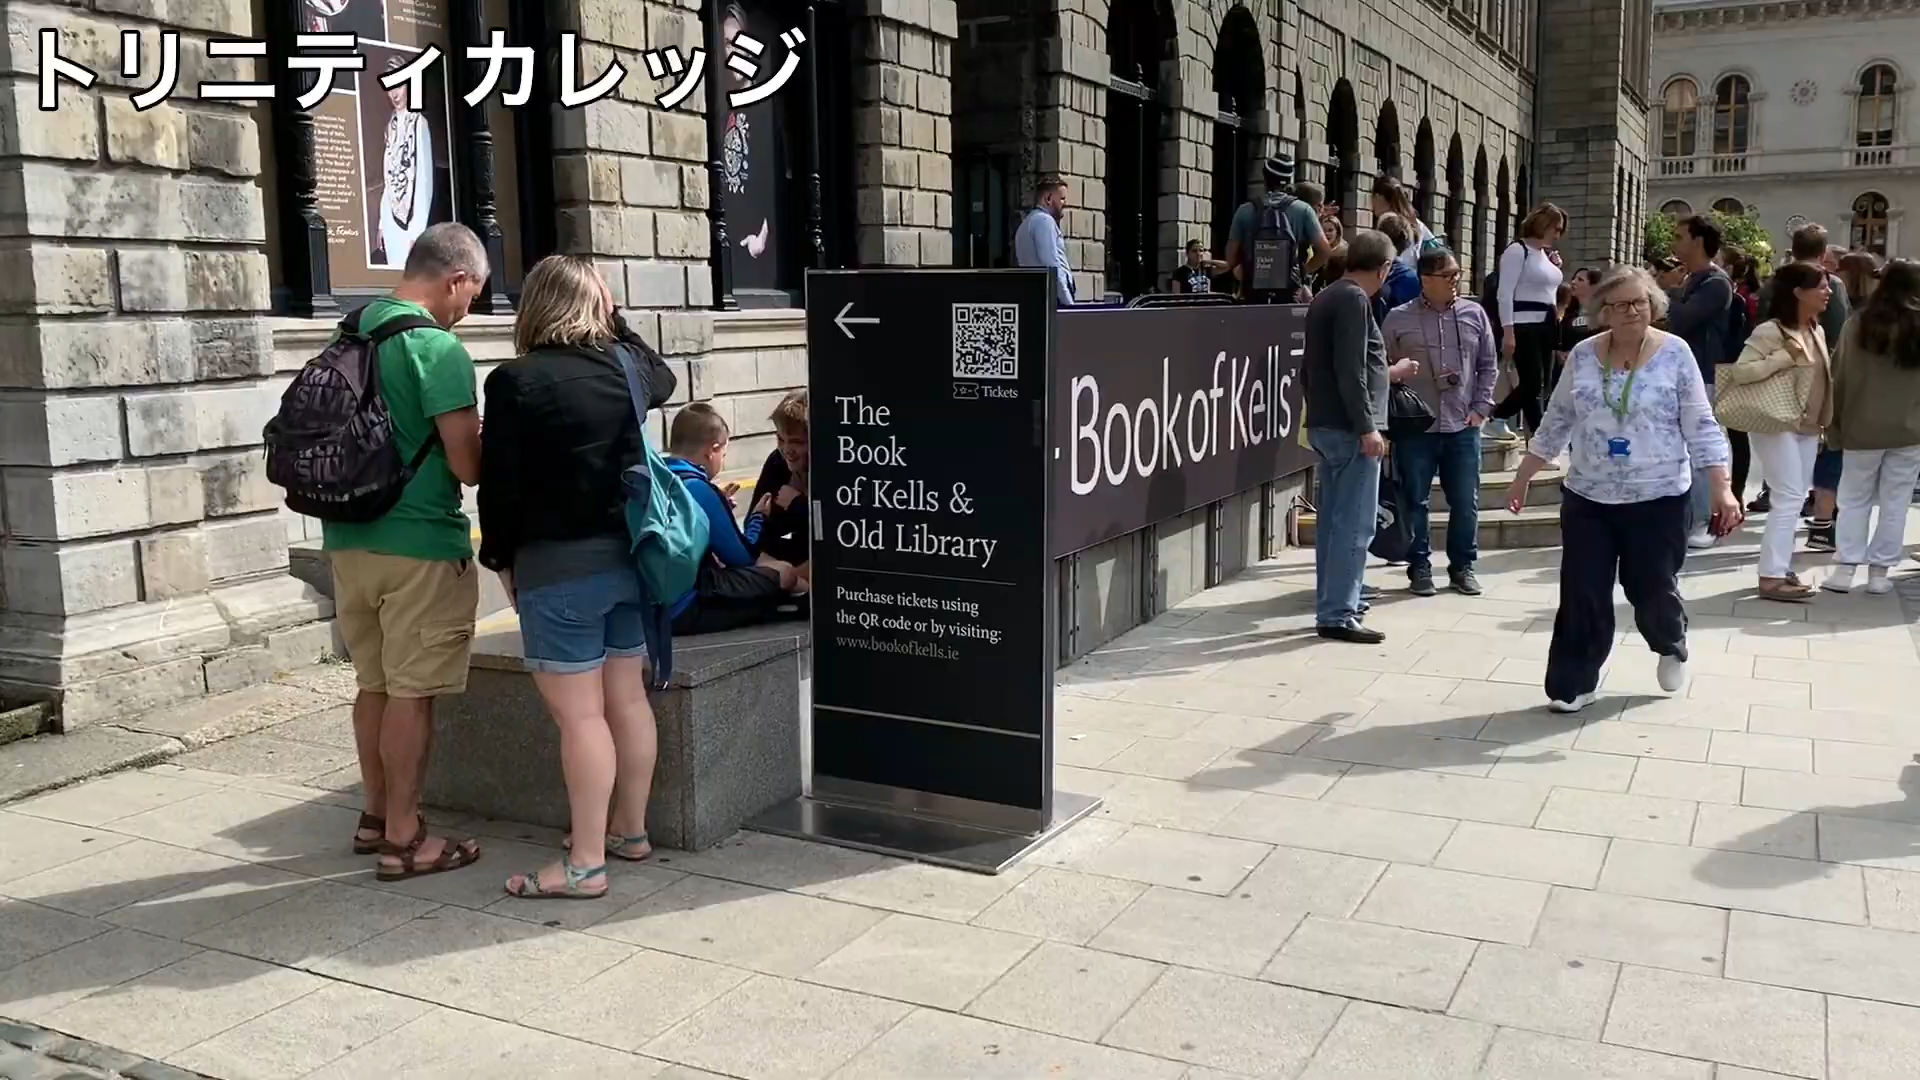 トリニティカレッジ
Tickets
The
Book
of Kells &
Old Library
Purchase tickets using
the QR code or by visiting:
www.bookofkells.ie
Book of Kells